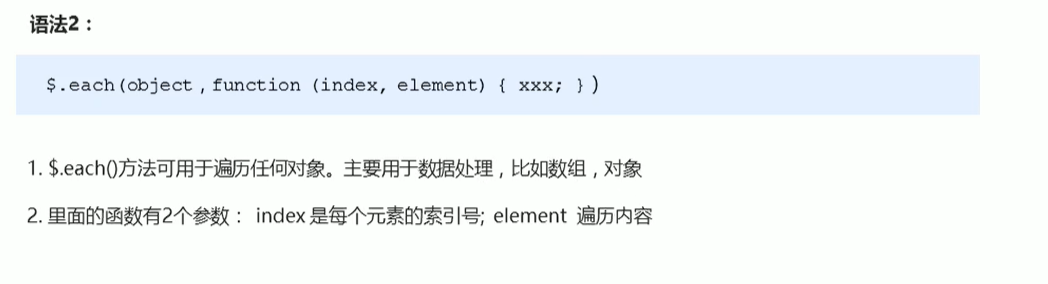 语法2：
$.each(object，function (index, element) { xxx; })
1. $.each()方法可用于遍历任何对象。主要用于数据处理，比如数组，对象
2. 里面的函数有2个参数： index 是每个元素的索引号; element 遍历内容